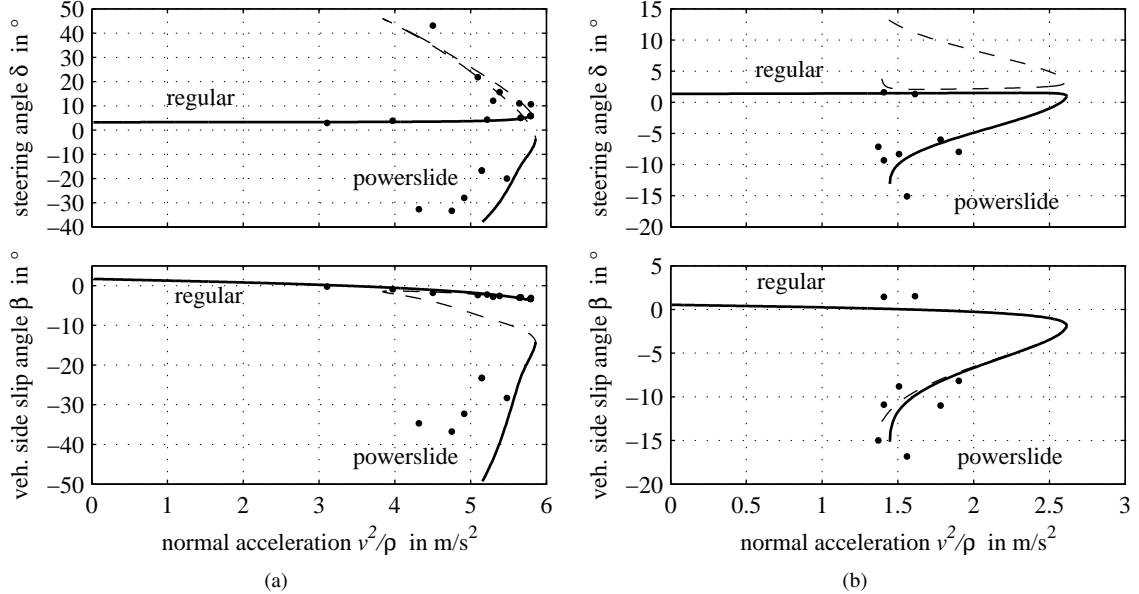 steering angle δ in °
50
40
30
20
10
0
−10
−20
−30
−40
regular
powerslide
steering angle δ in °
15
10
5
0
−5
−10
−15
−20
regular
powerslide
veh. side slip angle β in °
0
−10
−20
−30
−40
−50
regular
powerslide
0 1 2 3 4 5 6
normal acceleration v²/ρ in m/s²
(a)
veh. side slip angle β in °
5
0
−5
−10
−15
−20
regular
powerslide
0 1 1.5 2 2.5 3
normal acceleration v²/ρ in m/s²
(b)